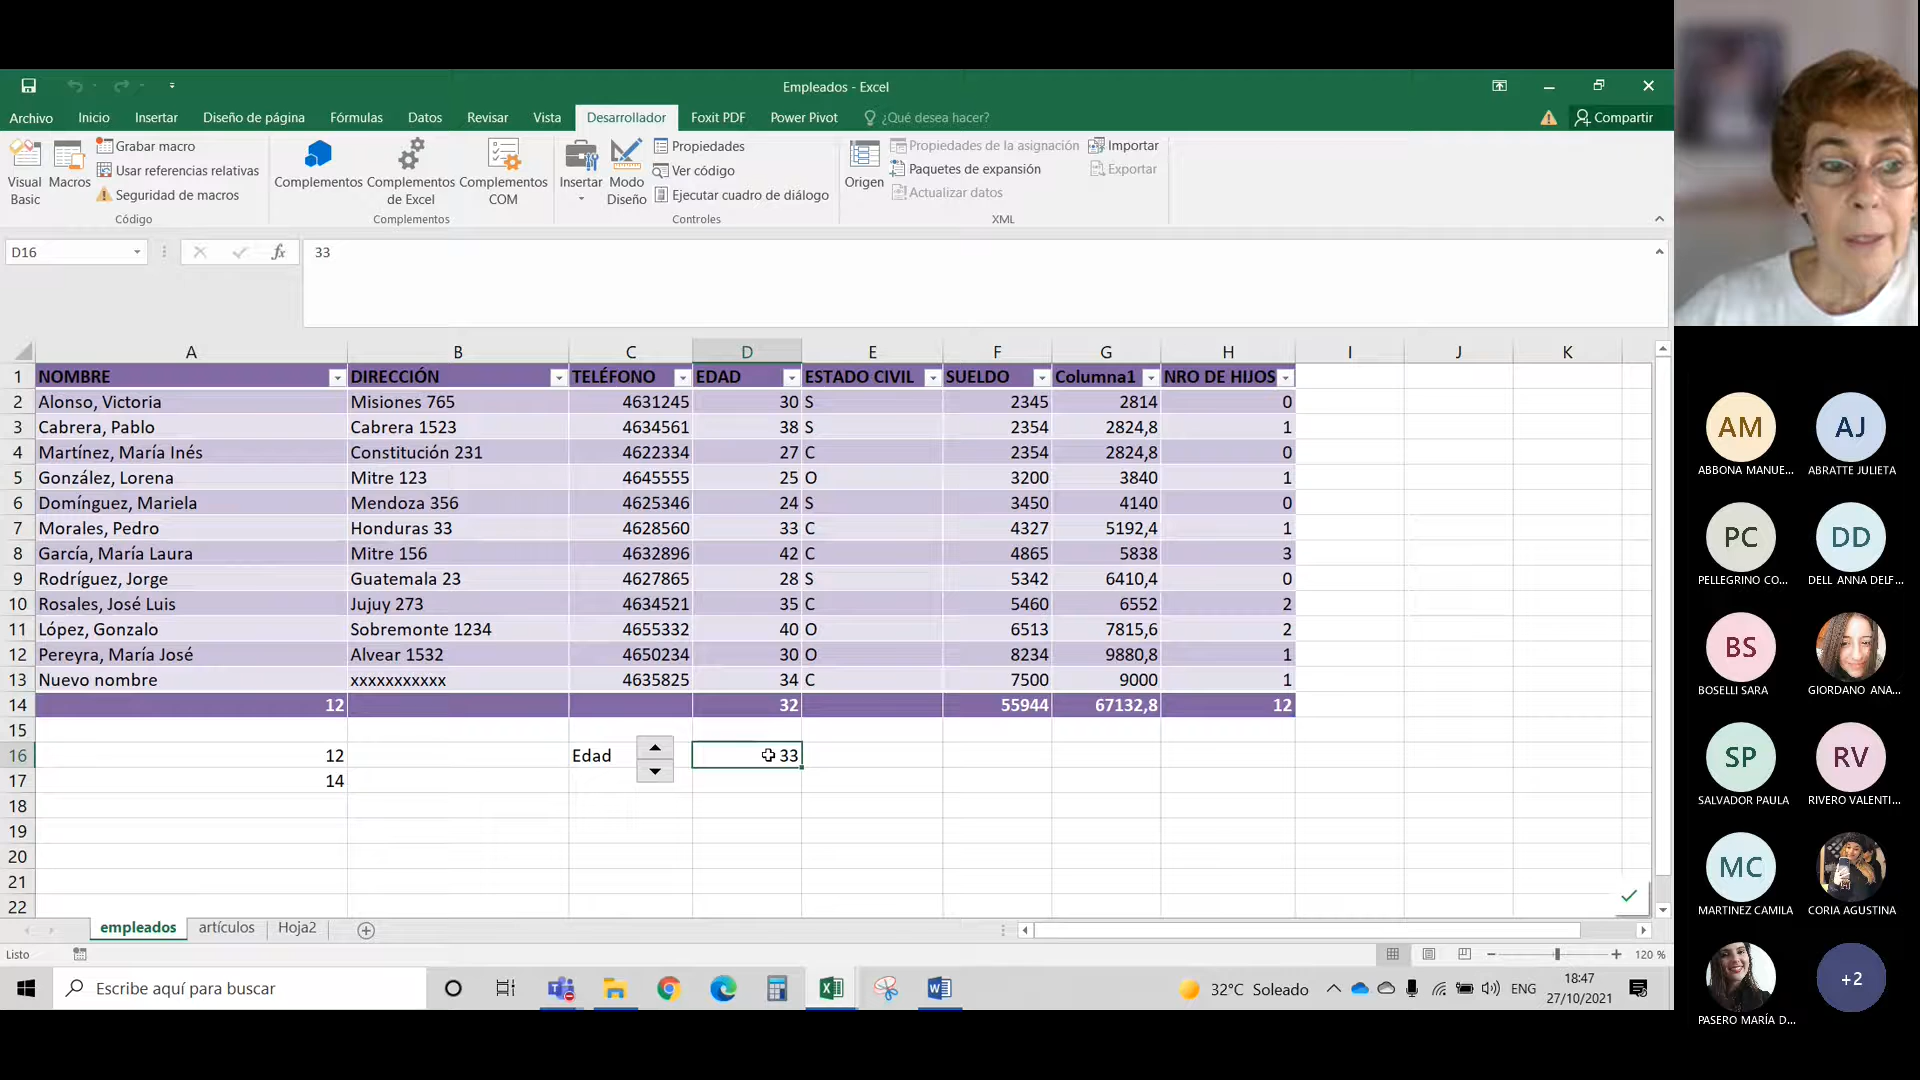 Empleados - Excel
Archivo Inicio Insertar Diseño de página Fórmulas Datos Revisar Vista Desarrollador Foxit PDF Power Pivot ¿Qué desea hacer? Compartir
Visual Basic
Macros
Grabar macro
Usar referencias relativas
Seguridad de macros
Código
Complementos
Complementos de Excel
Complementos COM
Complementos
Insertar
Modo Diseño
Propiedades
Ver código
Ejecutar cuadro de diálogo
Controles
Origen
Propiedades de la asignación
Paquetes de expansión
Actualizar datos
Importar
Exportar
XML
D16 fx 33
A B C D E F G H I J K
1 NOMBRE DIRECCIÓN TELÉFONO EDAD ESTADO CIVIL SUELDO Columna1 NRO DE HIJOS
2 Alonso, Victoria Misiones 765 4631245 30 S 2345 2814 0
3 Cabrera, Pablo Cabrera 1523 4634561 38 S 2354 2824,8 1
4 Martínez, María Inés Constitución 231 4622334 27 C 2354 2824,8 0
5 González, Lorena Mitre 123 4645555 25 O 3200 3840 1
6 Domínguez, Mariela Mendoza 356 4625346 24 S 3450 4140 0
7 Morales, Pedro Honduras 33 4628560 33 C 4327 5192,4 1
8 García, María Laura Mitre 156 4632896 42 C 4865 5838 3
9 Rodríguez, Jorge Guatemala 23 4627865 28 S 5342 6410,4 0
10 Rosales, José Luis Jujuy 273 4634521 35 C 5460 6552 2
11 López, Gonzalo Sobremonte 1234 4655332 40 O 6513 7815,6 2
12 Pereyra, María José Alvear 1532 4650234 30 O 8234 9880,8 1
13 Nuevo nombre xxxxxxxxxxx 4635825 34 C 7500 9000 1
14 12 32 55944 67132,8 12
15
16 12 Edad 33
17 14
18
19
20
21
22
empleados artículos Hoja2
Listo 120 %
Escribe aquí para buscar
32°C Soleado
ENG
18:47
27/10/2021
AM
ABBONA MANUE...
AJ
ABRATTE JULIETA
PC
PELLEGRINO CO...
DD
DELL ANNA DELF...
BS
BOSELLI SARA
GIORDANO ANA...
SP
SALVADOR PAULA
RV
RIVERO VALENTI...
MC
MARTINEZ CAMILA
CORIA AGUSTINA
PASERO MARÍA D...
+2